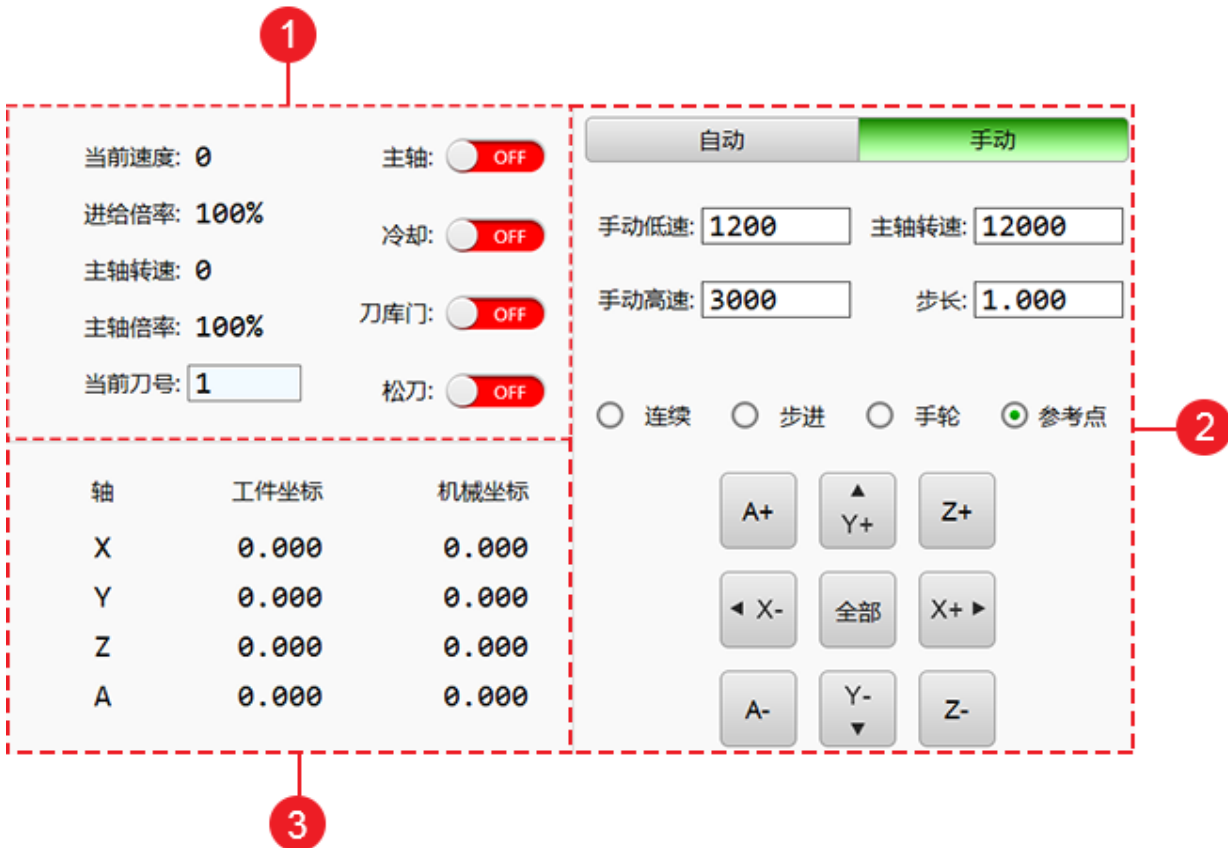 1
当前速度: 0 主轴: OFF
进给倍率: 100% 冷却: OFF
主轴转速: 0
主轴倍率: 100% 刀库门: OFF
当前刀号: 1 松刀: OFF
自动 手动
手动低速: 1200 主轴转速: 12000
手动高速: 3000 步长: 1.000
连续 步进 手轮 参考点
2
A+ Y+ Z+
X- 全部 X+
A- Y- Z-
轴 工件坐标 机械坐标
X 0.000 0.000
Y 0.000 0.000
Z 0.000 0.000
A 0.000 0.000
3